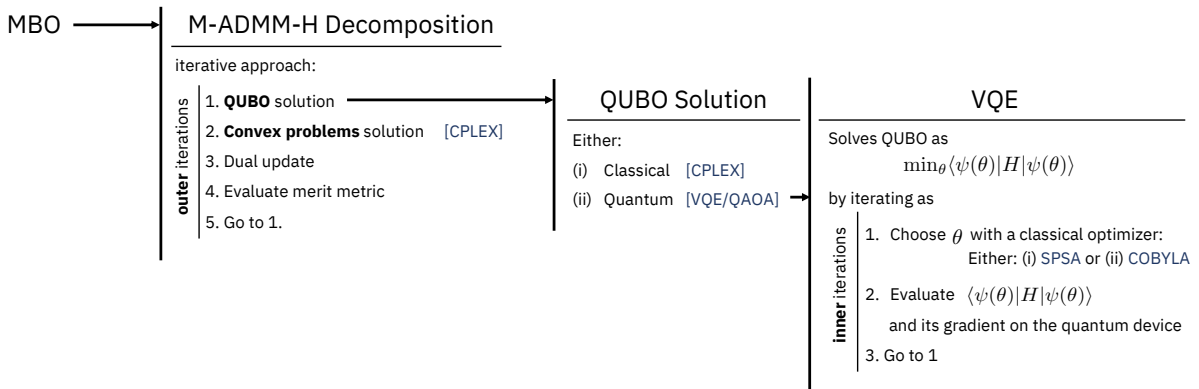 MBO
M-ADMM-H Decomposition
iterative approach:
outer iterations
1. QUBO solution
2. Convex problems solution [CPLEX]
3. Dual update
4. Evaluate merit metric
5. Go to 1.
QUBO Solution
Either:
(i) Classical [CPLEX]
(ii) Quantum [VQE/QAOA]
VQE
Solves QUBO as
min_θ⟨ψ(θ)|H|ψ(θ)⟩
by iterating as
inner iterations
1. Choose θ with a classical optimizer:
Either: (i) SPSA or (ii) COBYLA
2. Evaluate ⟨ψ(θ)|H|ψ(θ)⟩
and its gradient on the quantum device
3. Go to 1